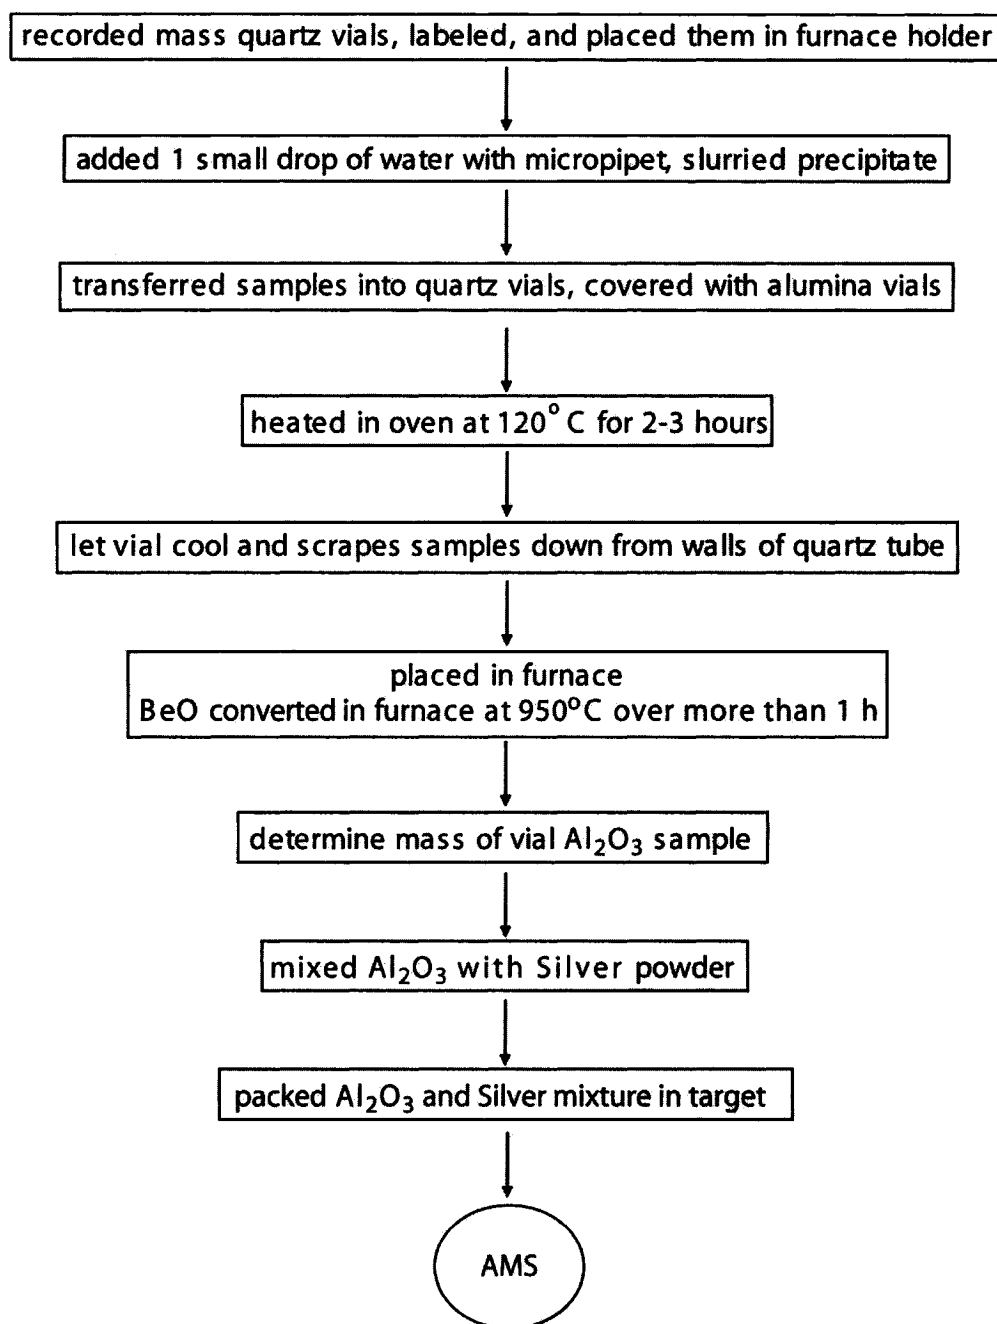 recorded mass quartz vials, labeled, and placed them in furnace holder
added 1 small drop of water with micropipet, slurried precipitate
transferred samples into quartz vials, covered with alumina vials
heated in oven at 120° C for 2-3 hours
let vial cool and scrapes samples down from walls of quartz tube
placed in furnace
BeO converted in furnace at 950°C over more than 1 h
determine mass of vial Al₂O₃ sample
mixed Al₂O₃ with Silver powder
packed Al₂O₃ and Silver mixture in target
AMS